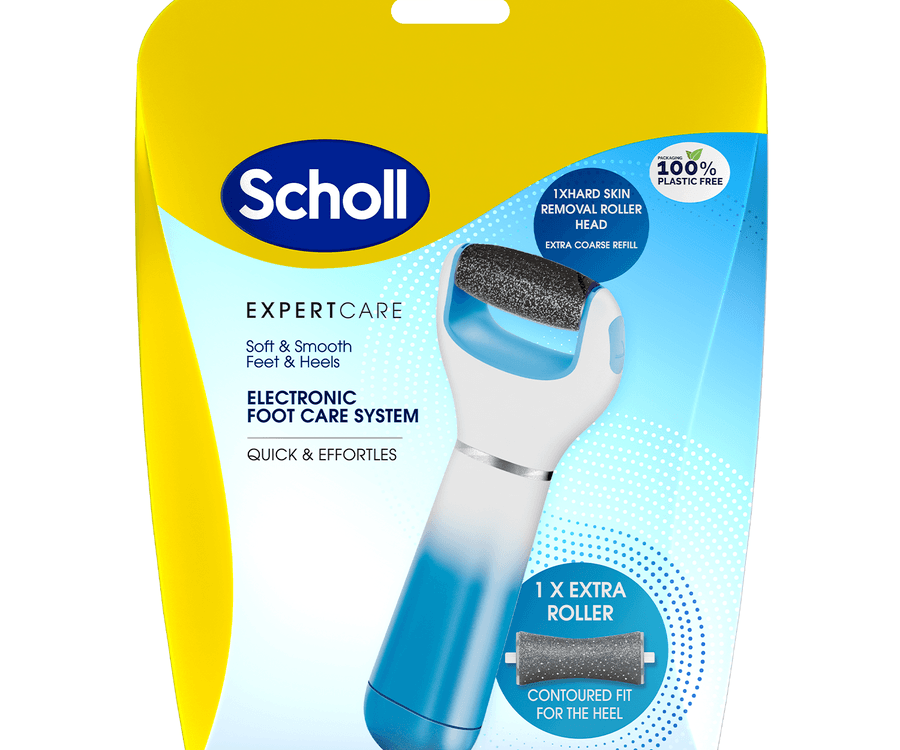 Scholl
PACKAGING
100%
PLASTIC FREE
1XHARD SKIN
REMOVAL ROLLER
HEAD
EXTRA COARSE REFILL
EXPERTCARE
Soft & Smooth
Feet & Heels
ELECTRONIC
FOOT CARE SYSTEM
QUICK & EFFORTLES
1 X EXTRA
ROLLER
CONTOURED FIT
FOR THE HEEL